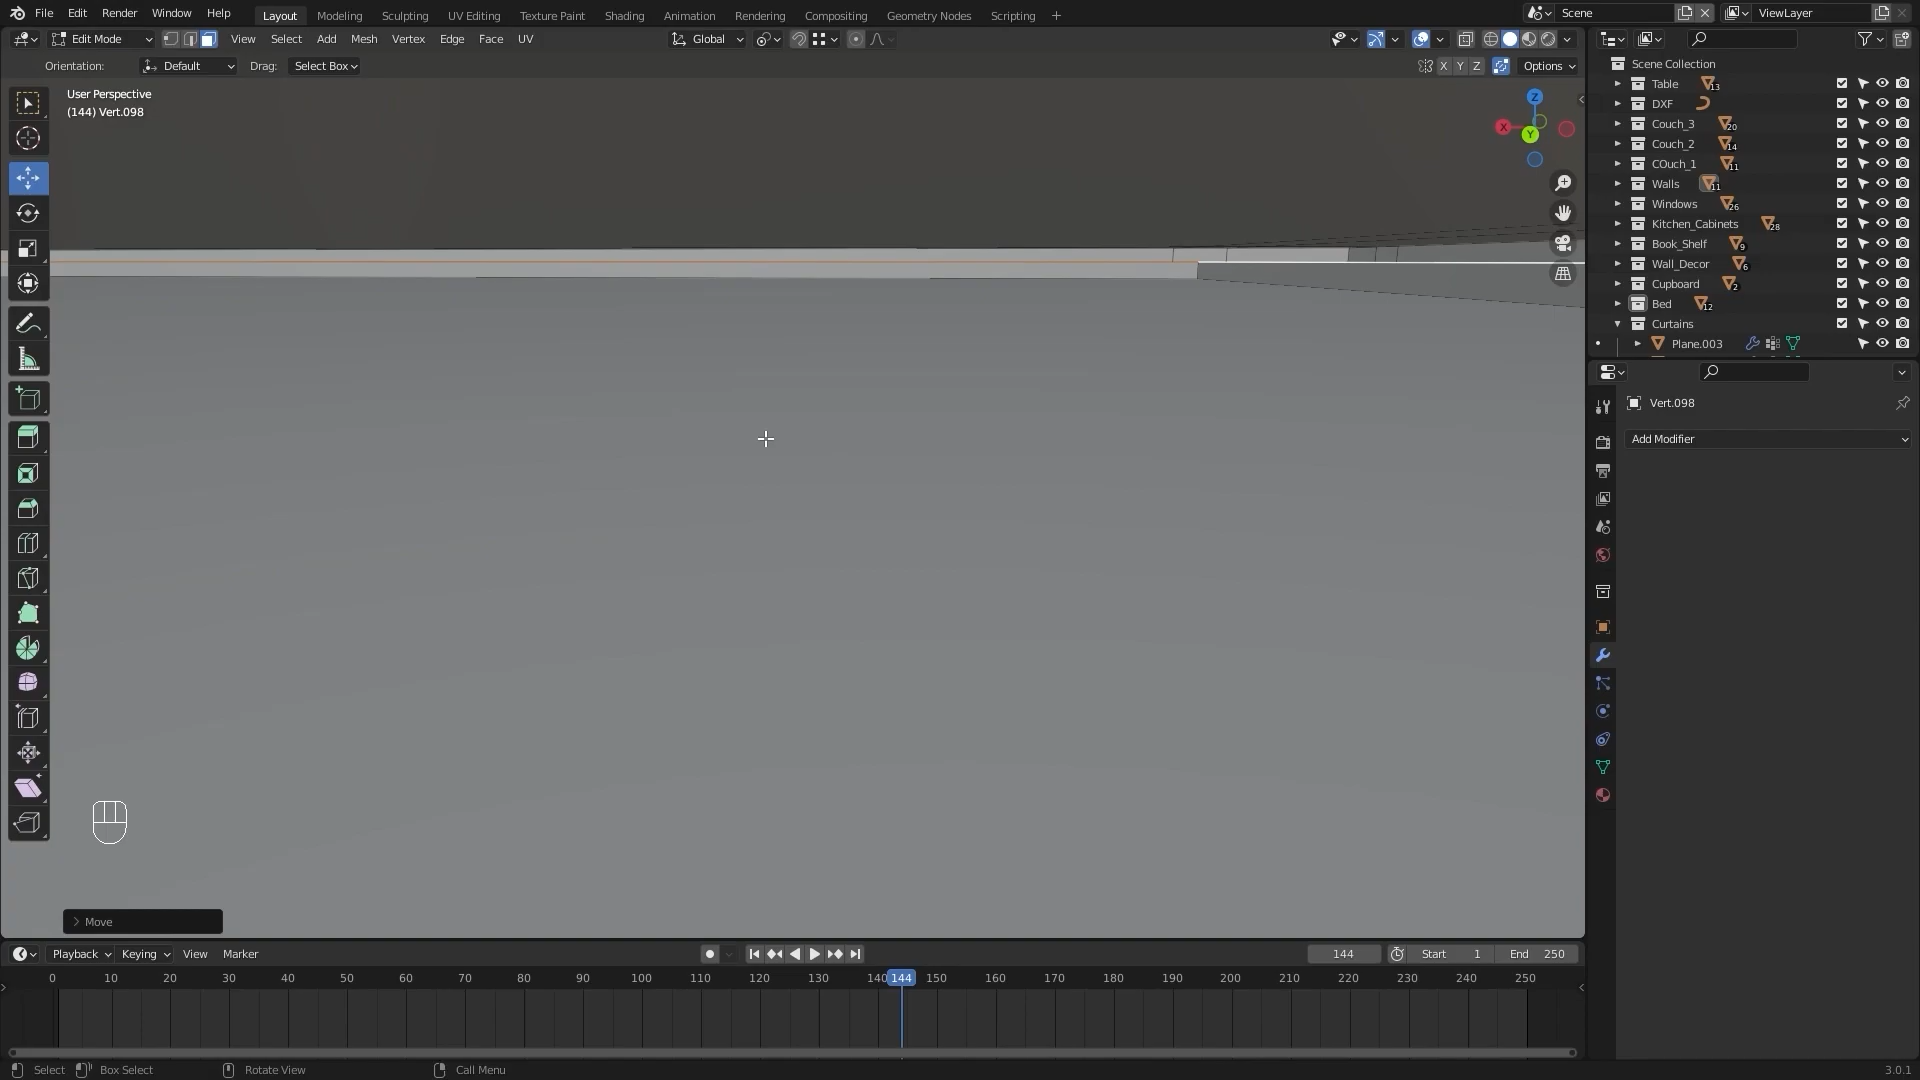 File Edit Render Window Help
Layout Modeling Sculpting UV Editing Texture Paint Shading Animation Rendering Compositing Geometry Nodes Scripting +
Scene ViewLayer
Edit Mode View Select Add Mesh Vertex Edge Face UV Global
Orientation: Default Drag: Select Box X Y Z Options
User Perspective
(144) Vert.098
Z
X
Y
Scene Collection
Table 13
DXF
Couch_3 20
Couch_2 14
COuch_1 11
Walls 11
Windows 26
Kitchen_Cabinets 28
Book_Shelf 9
Wall_Decor 6
Cupboard 2
Bed 12
Curtains
Plane.003
Vert.098
Add Modifier
Move
Playback Keying View Marker 144 Start 1 End 250
0 10 20 30 40 50 60 70 80 90 100 110 120 130 140 144 150 160 170 180 190 200 210 220 230 240 250
Select Box Select Rotate View Call Menu 3.0.1